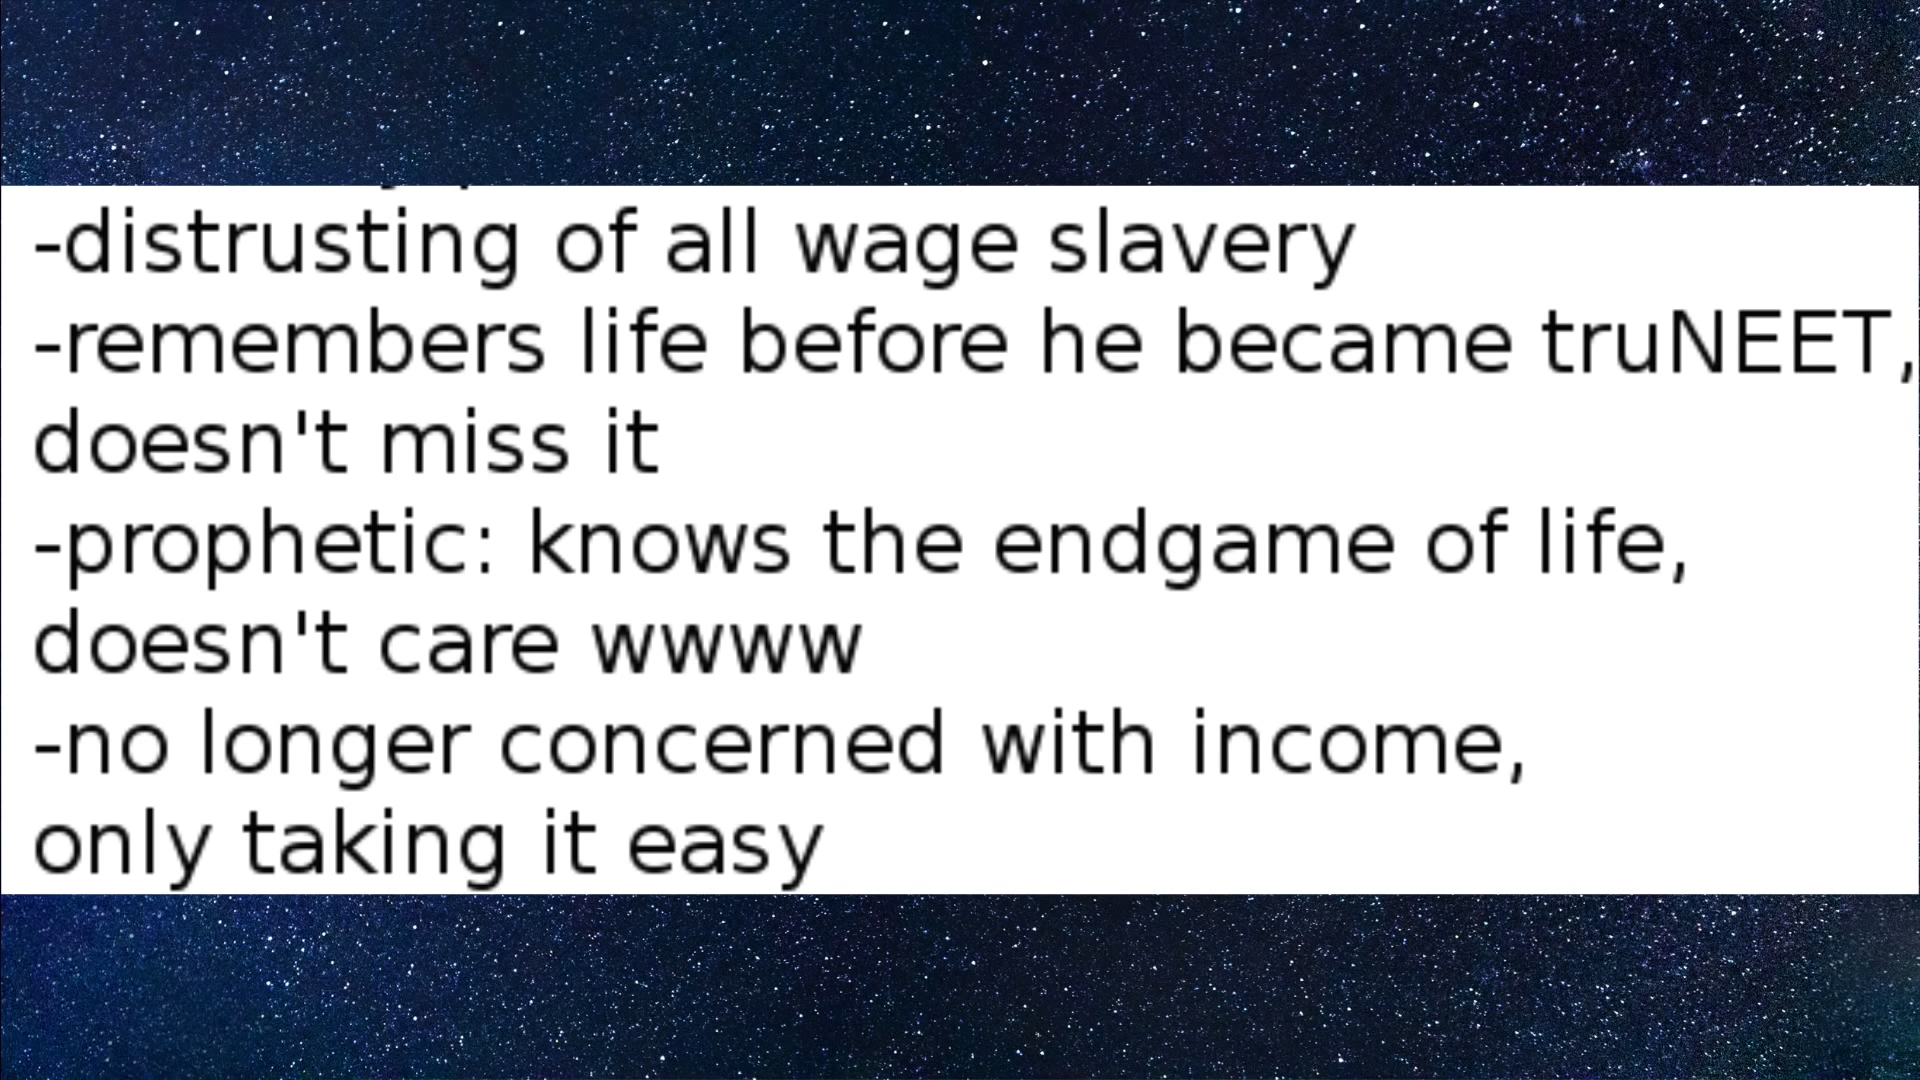 -distrusting of all wage slavery
-remembers life before he became truNEET,
doesn't miss it
-prophetic: knows the endgame of life,
doesn't care wwww
-no longer concerned with income,
only taking it easy